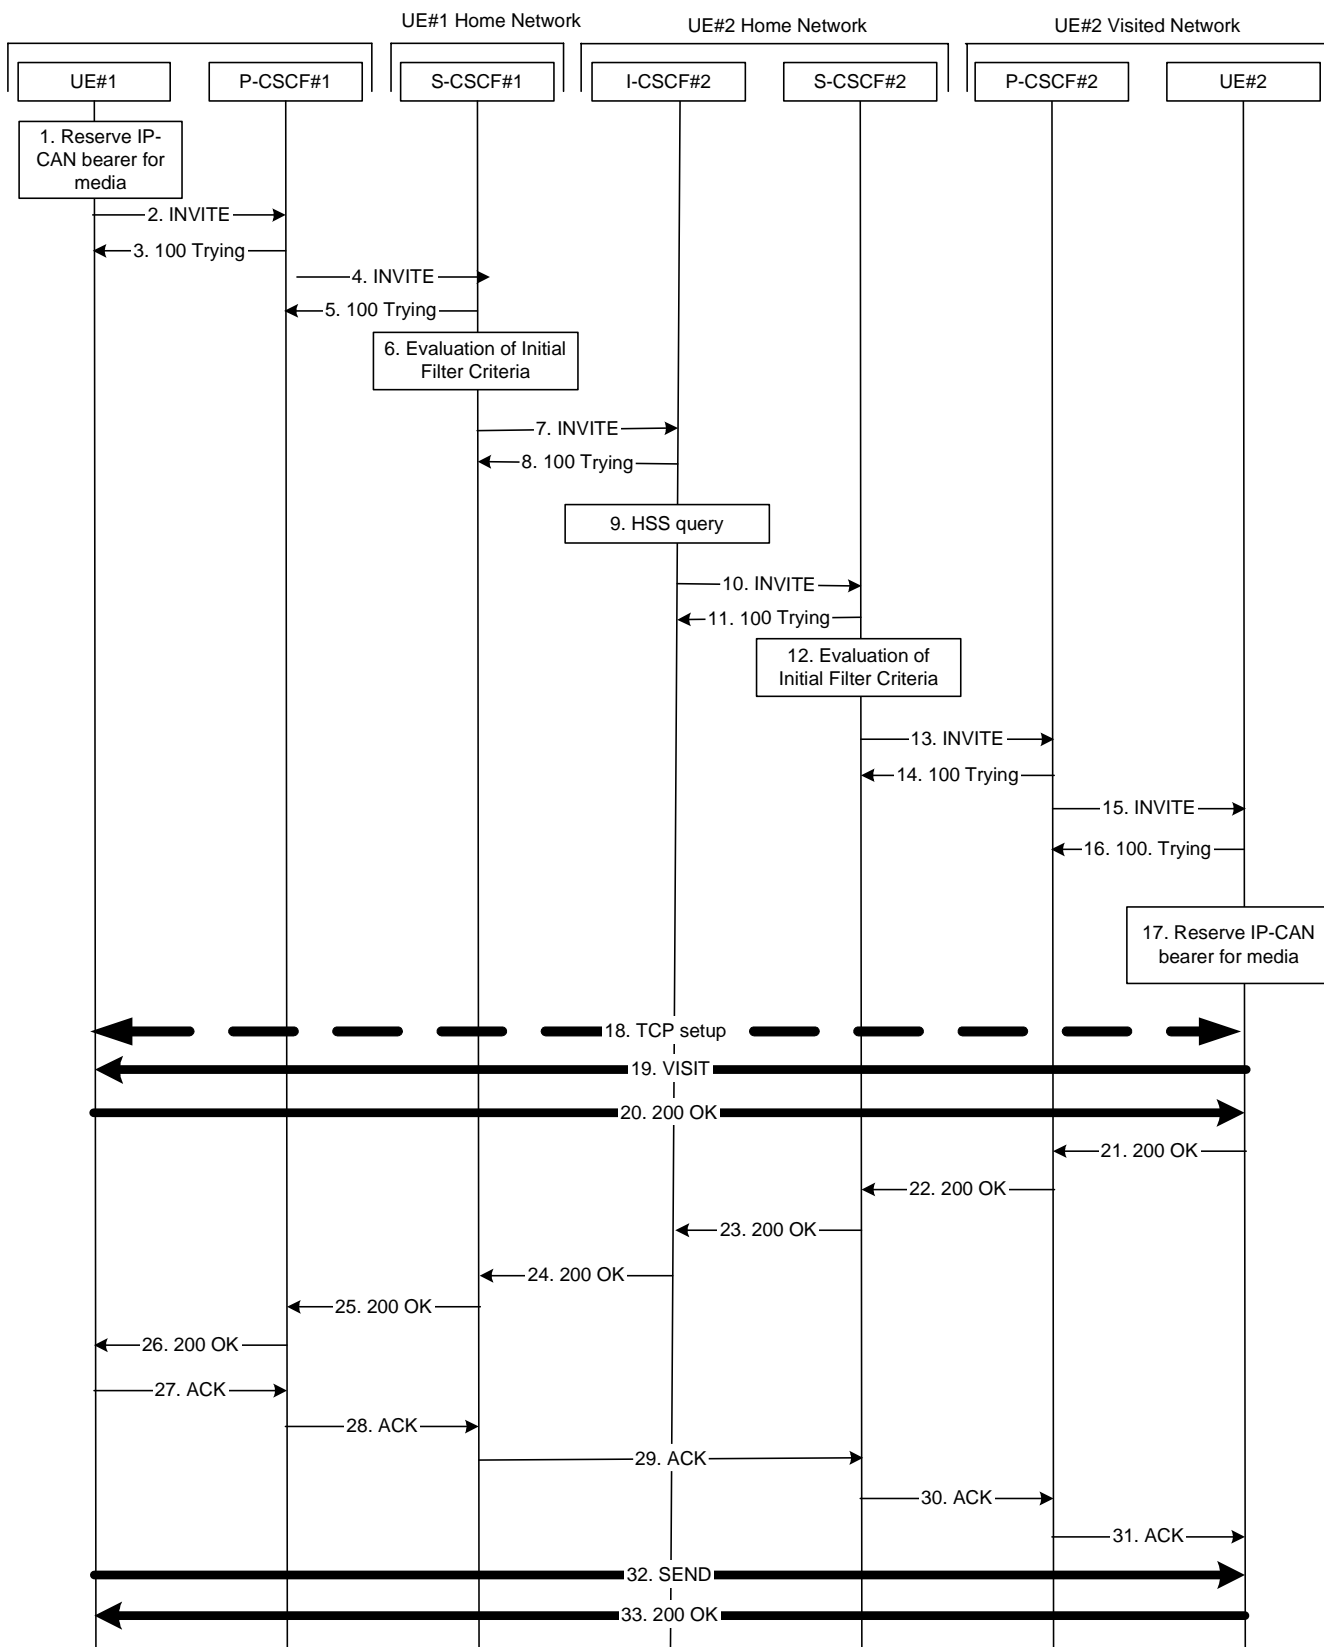 UE#1 Home Network
UE#2 Home Network
UE#2 Visited Network
UE#1
P-CSCF#1
S-CSCF#1
I-CSCF#2
S-CSCF#2
P-CSCF#2
UE#2
1. Reserve IP-
CAN bearer for
media
2. INVITE
3. 100 Trying
4. INVITE
5. 100 Trying
6. Evaluation of Initial
Filter Criteria
7. INVITE
8. 100 Trying
9. HSS query
10. INVITE
11. 100 Trying
12. Evaluation of
Initial Filter Criteria
13. INVITE
14. 100 Trying
15. INVITE
16. 100. Trying
17. Reserve IP-CAN
bearer for media
18. TCP setup
19. VISIT
20. 200 OK
21. 200 OK
22. 200 OK
23. 200 OK
24. 200 OK
25. 200 OK
26. 200 OK
27. ACK
28. ACK
29. ACK
30. ACK
31. ACK
32. SEND
33. 200 OK